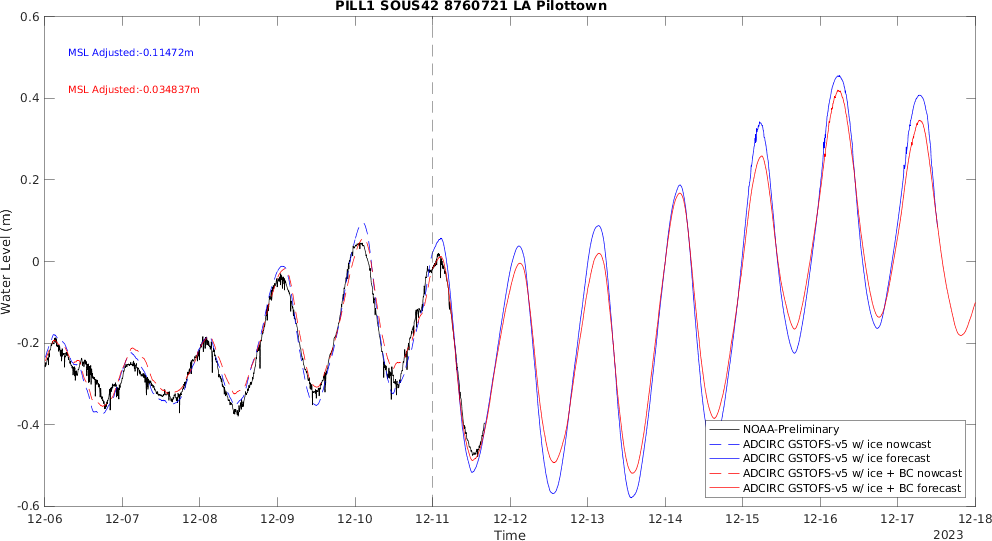 PILL1 SOUS42 8760721 LA Pilottown
MSL Adjusted:-0.11472m
MSL Adjusted:-0.034837m
Water Level (m)
0.6
0.4
0.2
0
-0.2
-0.4
-0.6
NOAA-Preliminary
ADCIRC GSTOFS-v5 w/ ice nowcast
ADCIRC GSTOFS-v5 w/ ice forecast
ADCIRC GSTOFS-v5 w/ ice + BC nowcast
ADCIRC GSTOFS-v5 w/ ice + BC forecast
12-06 12-07 12-08 12-09 12-10 12-11 12-12 12-13 12-14 12-15 12-16 12-17 12-18
Time
2023